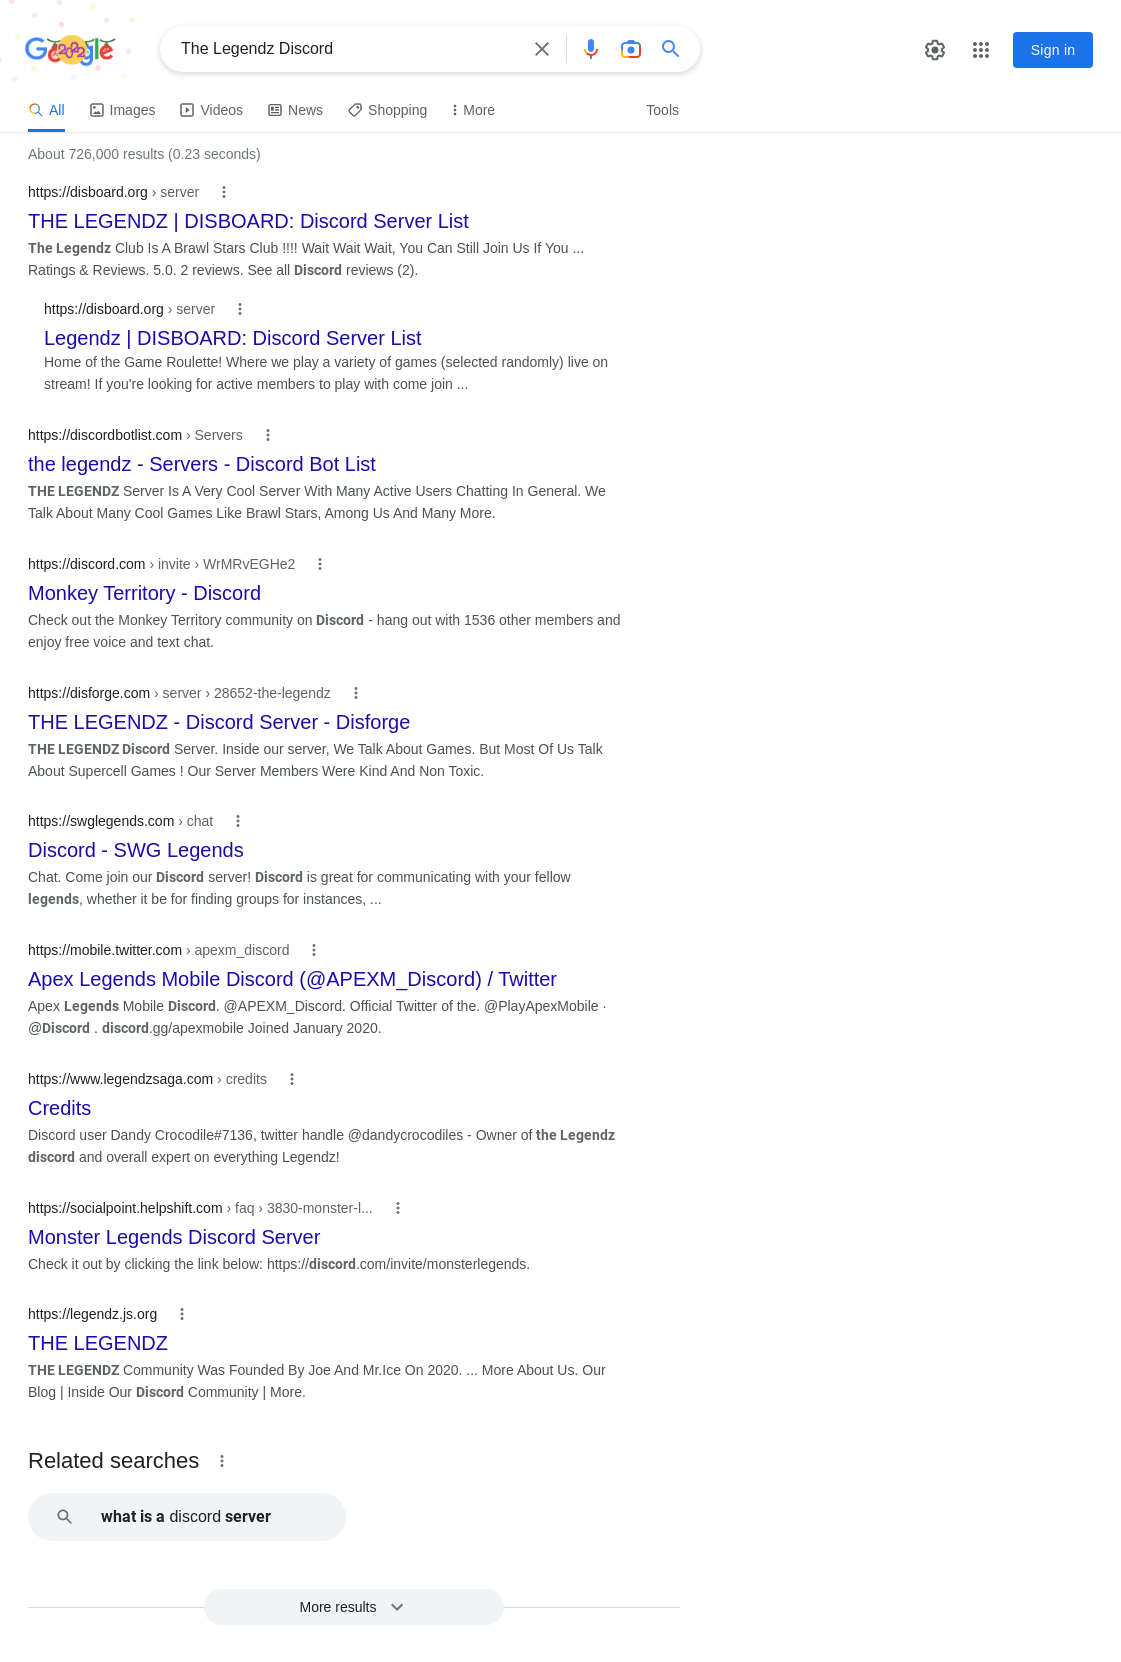 Google
The Legendz Discord
Sign in
All
Images
Videos
News
Shopping
More
Tools
About 726,000 results (0.23 seconds)
https://disboard.org › server
THE LEGENDZ | DISBOARD: Discord Server List
The Legendz Club Is A Brawl Stars Club !!!! Wait Wait Wait, You Can Still Join Us If You ...
Ratings & Reviews. 5.0. 2 reviews. See all Discord reviews (2).
https://disboard.org › server
Legendz | DISBOARD: Discord Server List
Home of the Game Roulette! Where we play a variety of games (selected randomly) live on
stream! If you're looking for active members to play with come join ...
https://discordbotlist.com › Servers
the legendz - Servers - Discord Bot List
THE LEGENDZ Server Is A Very Cool Server With Many Active Users Chatting In General. We
Talk About Many Cool Games Like Brawl Stars, Among Us And Many More.
https://discord.com › invite › WrMRvEGHe2
Monkey Territory - Discord
Check out the Monkey Territory community on Discord - hang out with 1536 other members and
enjoy free voice and text chat.
https://disforge.com › server › 28652-the-legendz
THE LEGENDZ - Discord Server - Disforge
THE LEGENDZ Discord Server. Inside our server, We Talk About Games. But Most Of Us Talk
About Supercell Games ! Our Server Members Were Kind And Non Toxic.
https://swglegends.com › chat
Discord - SWG Legends
Chat. Come join our Discord server! Discord is great for communicating with your fellow
legends, whether it be for finding groups for instances, ...
https://mobile.twitter.com › apexm_discord
Apex Legends Mobile Discord (@APEXM_Discord) / Twitter
Apex Legends Mobile Discord. @APEXM_Discord. Official Twitter of the. @PlayApexMobile ·
@Discord . discord.gg/apexmobile Joined January 2020.
https://www.legendzsaga.com › credits
Credits
Discord user Dandy Crocodile#7136, twitter handle @dandycrocodiles - Owner of the Legendz
discord and overall expert on everything Legendz!
https://socialpoint.helpshift.com › faq › 3830-monster-l...
Monster Legends Discord Server
Check it out by clicking the link below: https://discord.com/invite/monsterlegends.
https://legendz.js.org
THE LEGENDZ
THE LEGENDZ Community Was Founded By Joe And Mr.Ice On 2020. ... More About Us. Our
Blog | Inside Our Discord Community | More.
Related searches
what is a discord server
More results